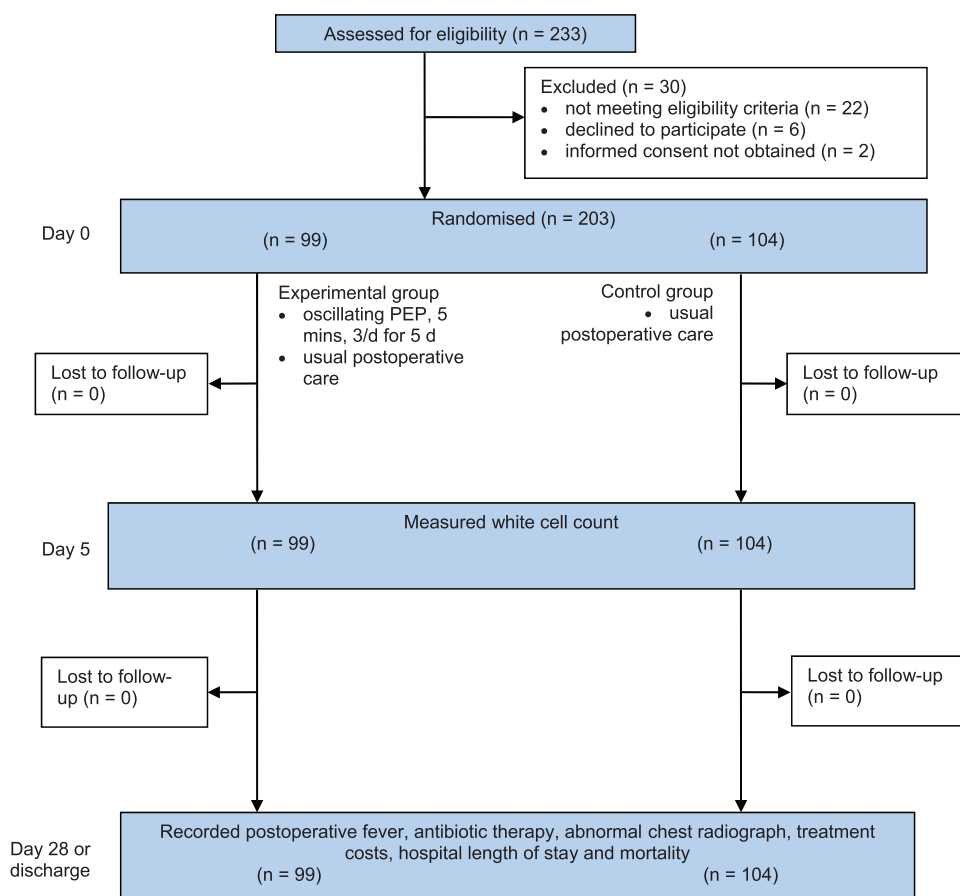 Assessed for eligibility (n = 233)
Excluded (n = 30)
• not meeting eligibility criteria (n = 22)
• declined to participate (n = 6)
• informed consent not obtained (n = 2)
Day 0
Randomised (n = 203)
(n = 99)
(n = 104)
Experimental group
• oscillating PEP, 5
mins, 3/d for 5 d
• usual postoperative
care
Control group
• usual
postoperative care
Lost to follow-up
(n = 0)
Lost to follow-up
(n = 0)
Day 5
Measured white cell count
(n = 99)
(n = 104)
Lost to follow-
up (n = 0)
Lost to follow-up
(n = 0)
Day 28 or
discharge
Recorded postoperative fever, antibiotic therapy, abnormal chest radiograph, treatment
costs, hospital length of stay and mortality
(n = 99)
(n = 104)